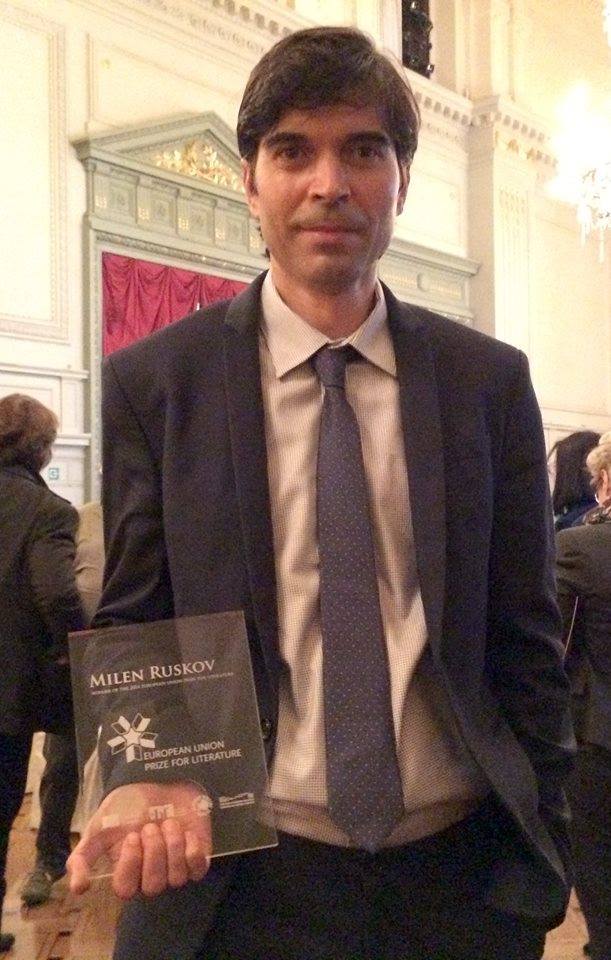 MILEN RUSKOV
WINNER OF THE 2014 EUROPEAN UNION PRIZE FOR LITERATURE
EUROPEAN UNION
PRIZE FOR LITERATURE